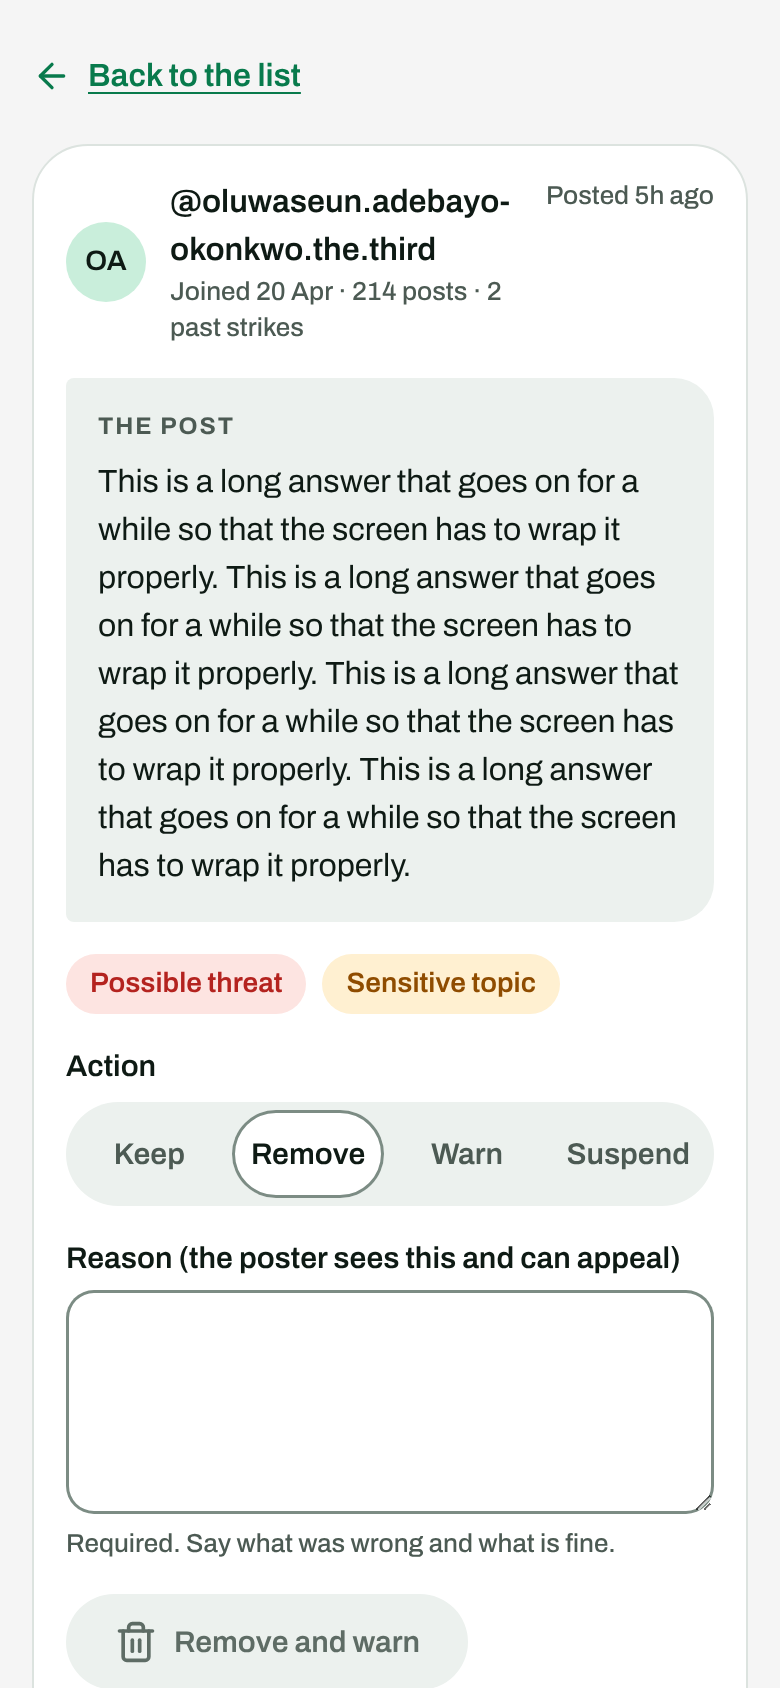 Back to the list
@oluwaseun.adebayo-
okonkwo.the.third
Posted 5h ago
OA
Joined 20 Apr · 214 posts · 2
past strikes
THE POST
This is a long answer that goes on for a
while so that the screen has to wrap it
properly. This is a long answer that goes
on for a while so that the screen has to
wrap it properly. This is a long answer that
goes on for a while so that the screen has
to wrap it properly. This is a long answer
that goes on for a while so that the screen
has to wrap it properly.
Possible threat
Sensitive topic
Action
Keep
Remove
Warn
Suspend
Reason (the poster sees this and can appeal)
Required. Say what was wrong and what is fine.
Remove and warn